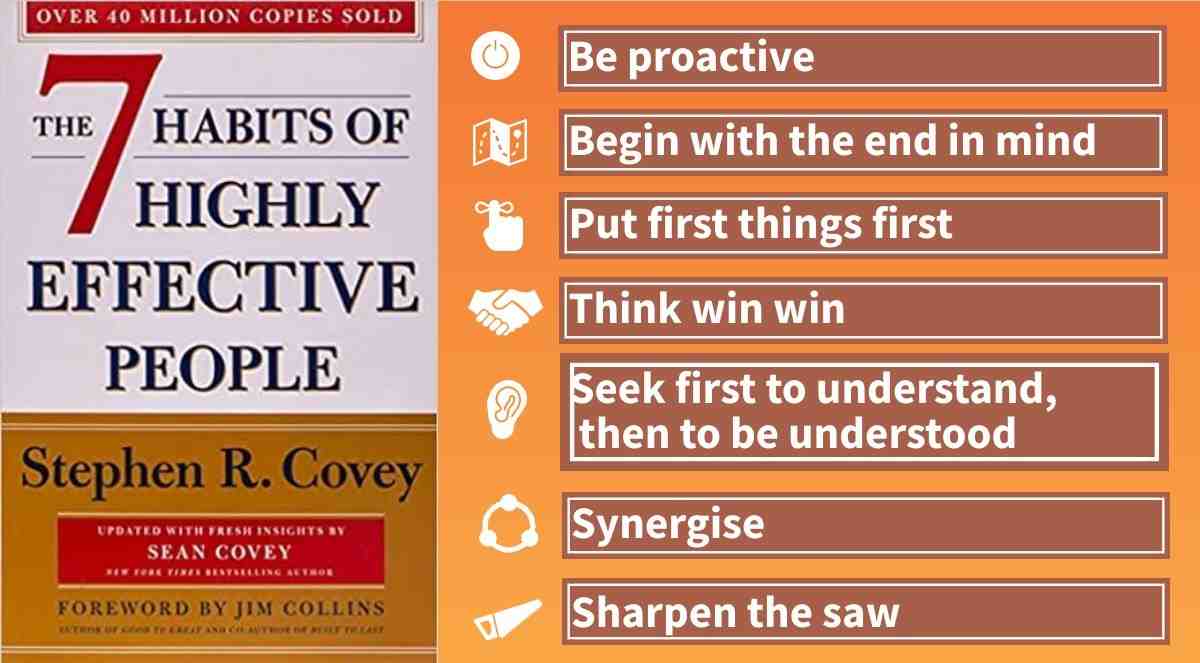 OVER 40 MILLION COPIES SOLD
THE 7 HABITS OF
HIGHLY
EFFECTIVE
PEOPLE
Stephen R. Covey
UPDATED WITH FRESH INSIGHTS BY
SEAN COVEY
NEW YORK TIMES BESTSELLING AUTHOR
FOREWORD BY JIM COLLINS
AUTHOR OF GOOD TO GREAT AND CO-AUTHOR OF BUILT TO LAST
Be proactive
Begin with the end in mind
Put first things first
Think win win
Seek first to understand,
then to be understood
Synergise
Sharpen the saw